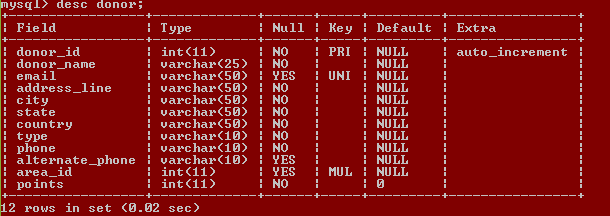 mysql> desc donor;
+-----------------+-------------+------+-----+---------+----------------+
¦ Field           ¦ Type        ¦ Null ¦ Key ¦ Default ¦ Extra          ¦
+-----------------+-------------+------+-----+---------+----------------+
¦ donor_id        ¦ int(11)     ¦ NO   ¦ PRI ¦ NULL    ¦ auto_increment ¦
¦ donor_name      ¦ varchar(25) ¦ NO   ¦     ¦ NULL    ¦                ¦
¦ email           ¦ varchar(50) ¦ YES  ¦ UNI ¦ NULL    ¦                ¦
¦ address_line    ¦ varchar(50) ¦ NO   ¦     ¦ NULL    ¦                ¦
¦ city            ¦ varchar(50) ¦ NO   ¦     ¦ NULL    ¦                ¦
¦ state           ¦ varchar(50) ¦ NO   ¦     ¦ NULL    ¦                ¦
¦ country         ¦ varchar(50) ¦ NO   ¦     ¦ NULL    ¦                ¦
¦ type            ¦ varchar(10) ¦ NO   ¦     ¦ NULL    ¦                ¦
¦ phone           ¦ varchar(10) ¦ NO   ¦     ¦ NULL    ¦                ¦
¦ alternate_phone ¦ varchar(10) ¦ YES  ¦     ¦ NULL    ¦                ¦
¦ area_id         ¦ int(11)     ¦ YES  ¦ MUL ¦ NULL    ¦                ¦
¦ points          ¦ int(11)     ¦ NO   ¦     ¦ 0       ¦                ¦
+-----------------+-------------+------+-----+---------+----------------+
12 rows in set (0.02 sec)